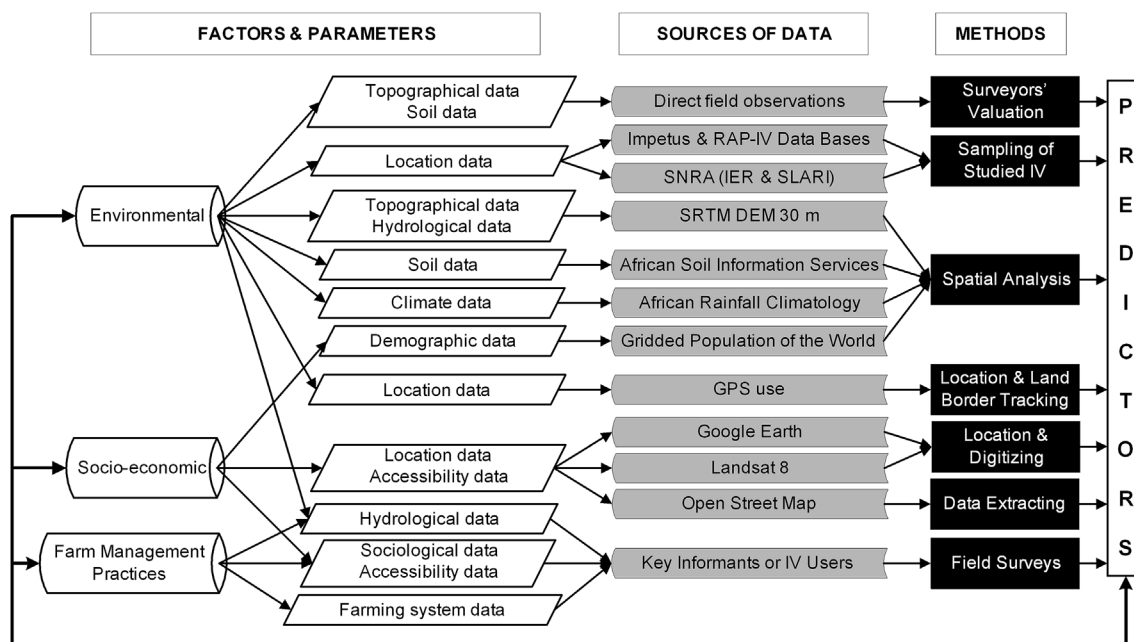 FACTORS & PARAMETERS
SOURCES OF DATA
METHODS
Topographical data
Soil data
Direct field observations
Surveyors'
Valuation
Location data
Impetus & RAP-IV Data Bases
SNRA (IER & SLARI)
Sampling of
Studied IV
Environmental
Topographical data
Hydrological data
SRTM DEM 30 m
Soil data
African Soil Information Services
Spatial Analysis
Climate data
African Rainfall Climatology
Demographic data
Gridded Population of the World
Location data
GPS use
Location & Land
Border Tracking
Socio-economic
Location data
Accessibility data
Google Earth
Landsat 8
Location &
Digitizing
Open Street Map
Data Extracting
Hydrological data
Farm Management
Practices
Sociological data
Accessibility data
Key Informants or IV Users
Field Surveys
Farming system data
P
R
E
D
I
C
T
O
R
S